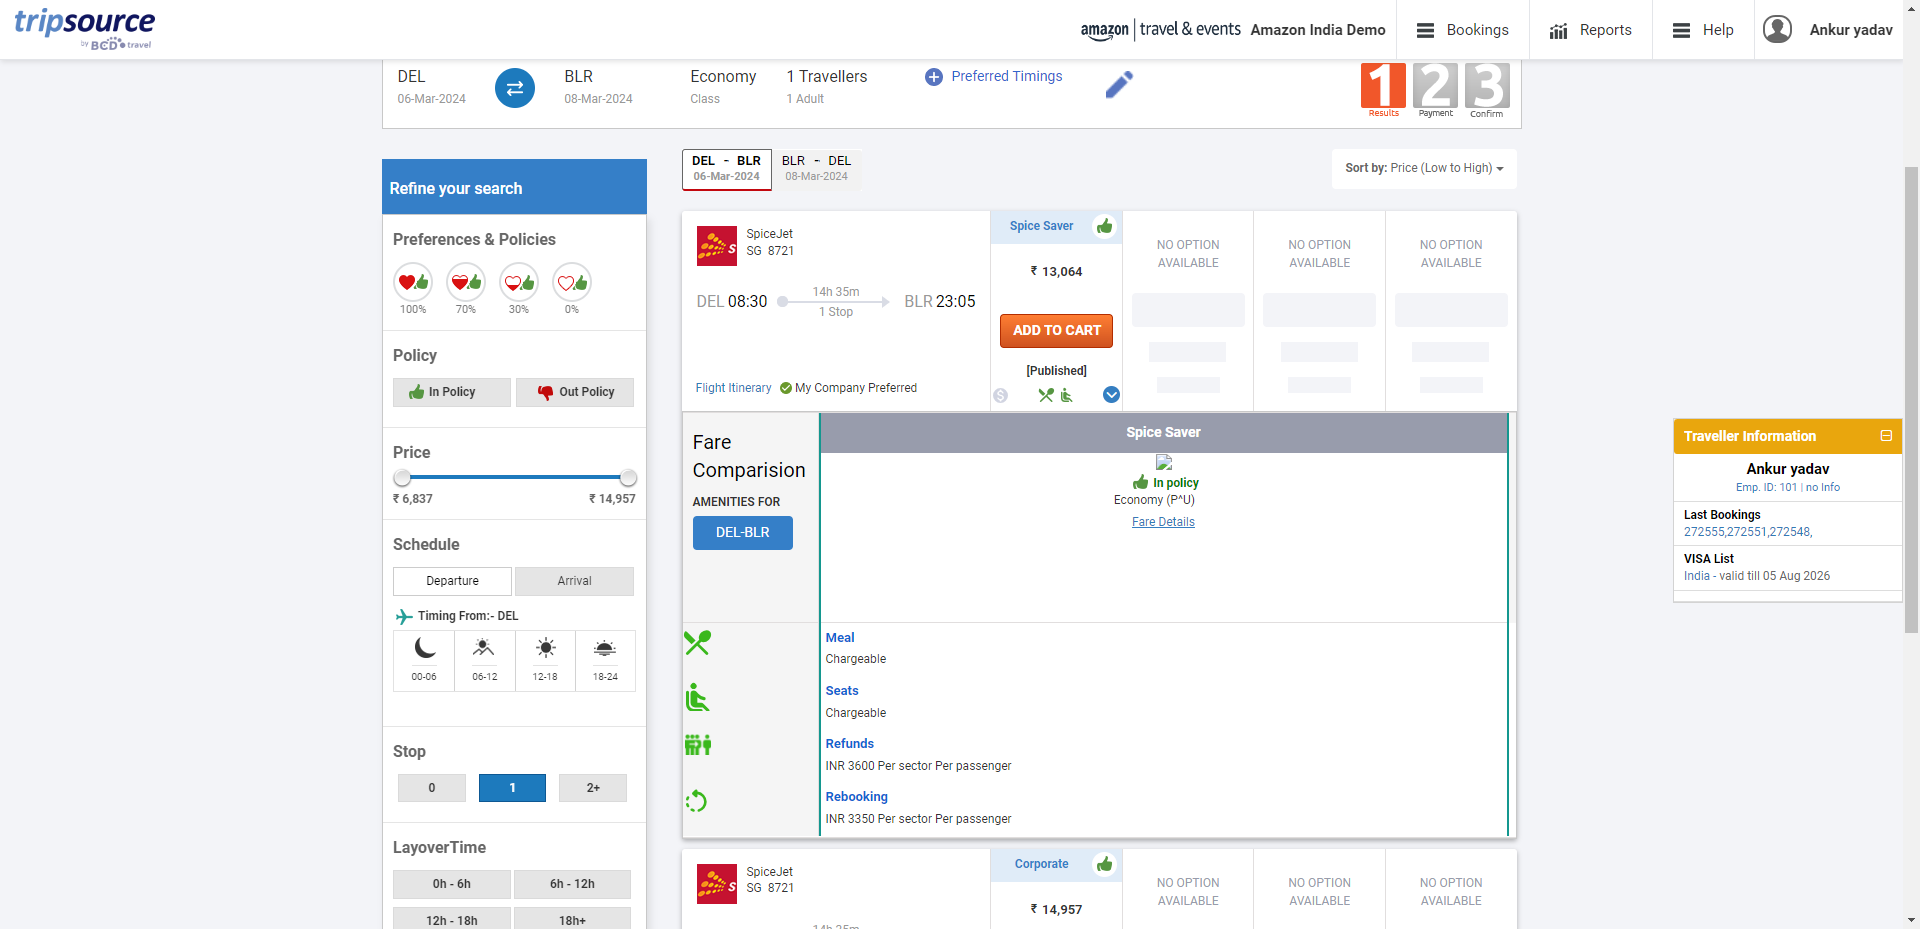 tripsource
by BCD travel
amazon travel & events Amazon India Demo
Bookings
Reports
Help
Ankur yadav
DEL
06-Mar-2024
BLR
08-Mar-2024
Economy
Class
1 Travellers
1 Adult
Preferred Timings
1 2 3
Results Payment Confirm
Refine your search
Preferences & Policies
100% 70% 30% 0%
Policy
In Policy Out Policy
Price
₹ 6,837 ₹ 14,957
Schedule
Departure Arrival
Timing From:- DEL
00-06 06-12 12-18 18-24
Stop
0 1 2+
LayoverTime
0h - 6h 6h - 12h
12h - 18h 18h+
DEL - BLR
06-Mar-2024
BLR - DEL
08-Mar-2024
Sort by: Price (Low to High)
SpiceJet
SG 8721
DEL 08:30
14h 35m
1 Stop
BLR 23:05
Flight Itinerary My Company Preferred
Spice Saver
₹ 13,064
ADD TO CART
[Published]
NO OPTION
AVAILABLE
NO OPTION
AVAILABLE
NO OPTION
AVAILABLE
Fare
Comparision
AMENITIES FOR
DEL-BLR
Spice Saver
In policy
Economy (P^U)
Fare Details
Meal
Chargeable
Seats
Chargeable
Refunds
INR 3600 Per sector Per passenger
Rebooking
INR 3350 Per sector Per passenger
SpiceJet
SG 8721
14h 35m
Corporate
₹ 14,957
NO OPTION
AVAILABLE
NO OPTION
AVAILABLE
NO OPTION
AVAILABLE
Traveller Information
Ankur yadav
Emp. ID: 101 | no Info
Last Bookings
272555,272551,272548,
VISA List
India - valid till 05 Aug 2026